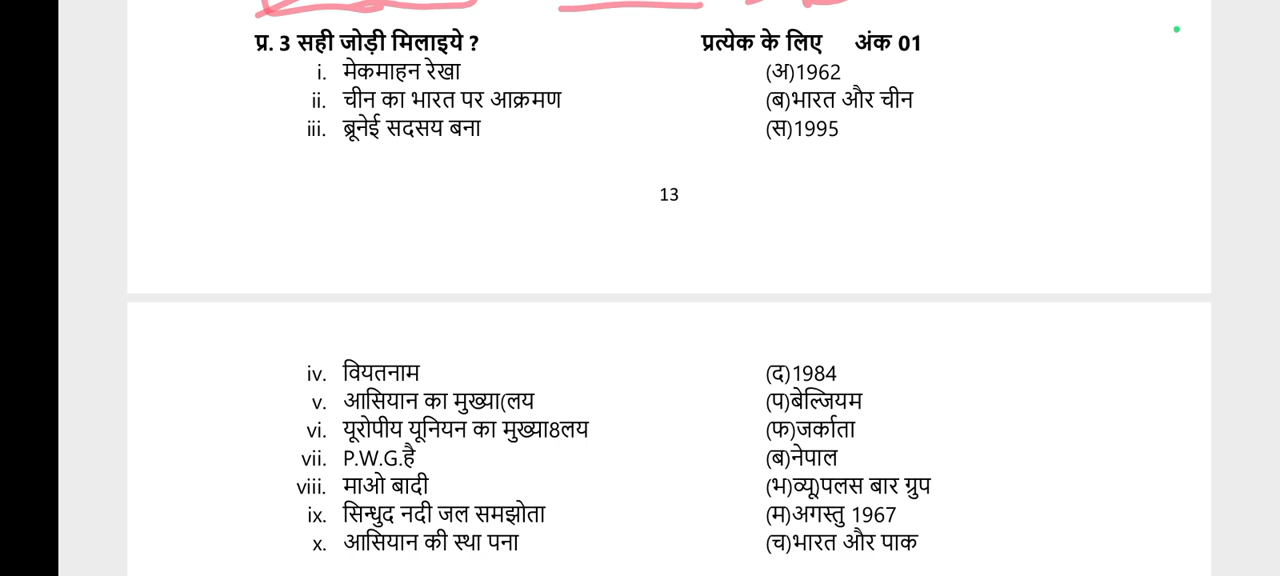 प्र. 3 सही जोड़ी मिलाइये ? प्रत्येक के लिए अंक 01
i. मेकमाहन रेखा (अ)1962
ii. चीन का भारत पर आक्रमण (ब)भारत और चीन
iii. ब्रूनेई सदसय बना (स)1995
13
iv. वियतनाम (द)1984
v. आसियान का मुख्या(लय (प)बेल्जियम
vi. यूरोपीय यूनियन का मुख्या8लय (फ)जर्काता
vii. P.W.G.है (ब)नेपाल
viii. माओ बादी (भ)व्यू)पलस बार ग्रुप
ix. सिन्धुद नदी जल समझोता (म)अगस्तु 1967
x. आसियान की स्था पना (च)भारत और पाक